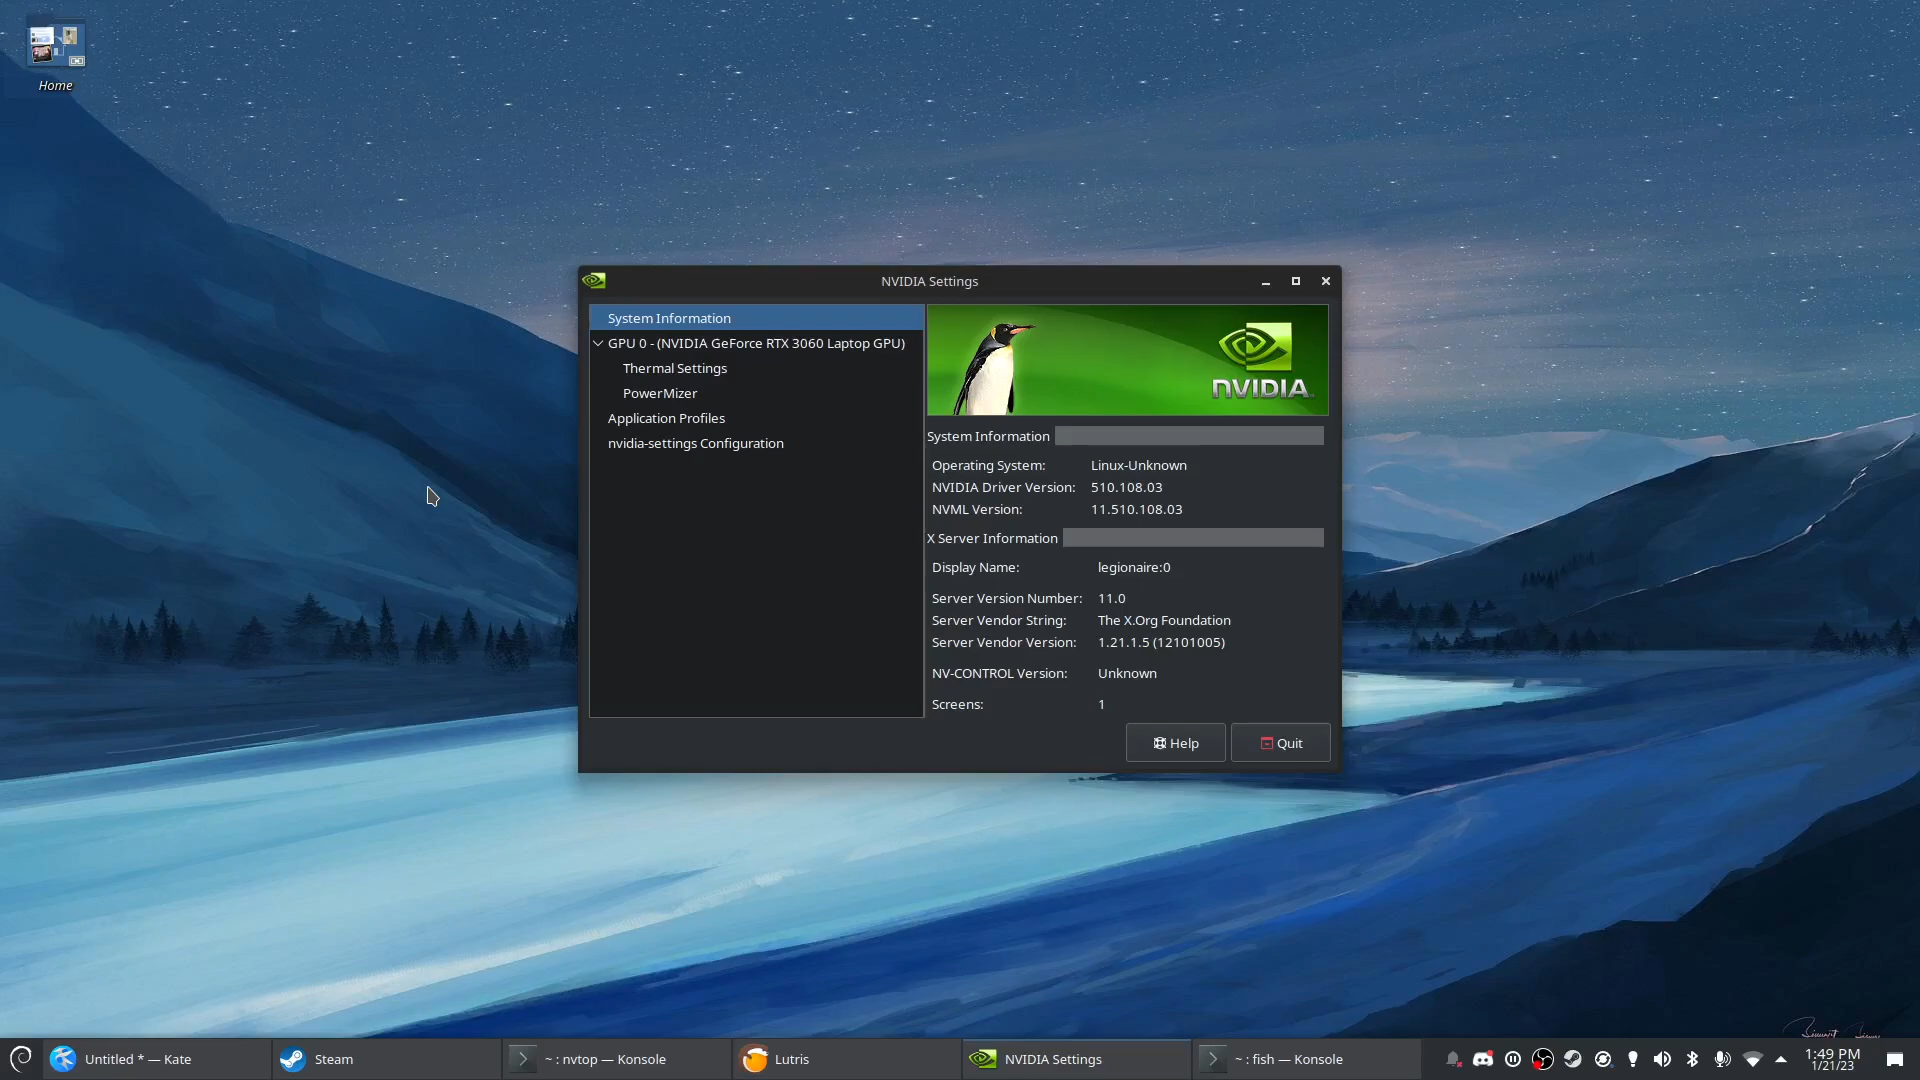 Home
NVIDIA Settings
System Information
GPU 0 - (NVIDIA GeForce RTX 3060 Laptop GPU)
Thermal Settings
PowerMizer
Application Profiles
nvidia-settings Configuration
NVIDIA
System Information
Operating System: Linux-Unknown
NVIDIA Driver Version: 510.108.03
NVML Version: 11.510.108.03
X Server Information
Display Name: legionaire:0
Server Version Number: 11.0
Server Vendor String: The X.Org Foundation
Server Vendor Version: 1.21.1.5 (12101005)
NV-CONTROL Version: Unknown
Screens: 1
Help
Quit
Untitled * — Kate
Steam
~ : nvtop — Konsole
Lutris
NVIDIA Settings
~ : fish — Konsole
1:49 PM
1/21/23